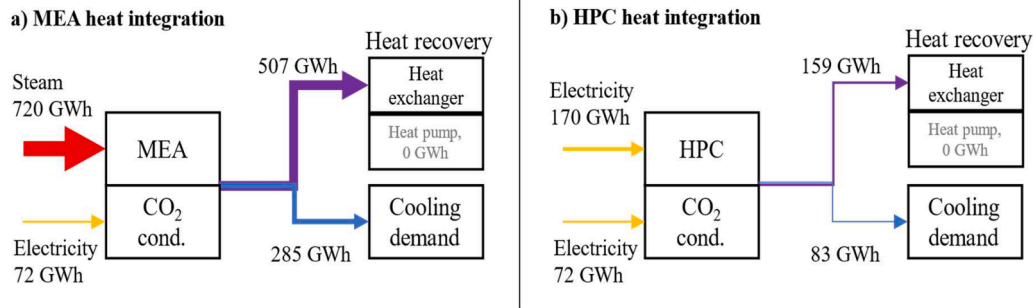 a) MEA heat integration
Steam
720 GWh
MEA
CO₂
cond.
Electricity
72 GWh
507 GWh
285 GWh
Heat recovery
Heat
exchanger
Heat pump,
0 GWh
Cooling
demand
b) HPC heat integration
Electricity
170 GWh
HPC
CO₂
cond.
Electricity
72 GWh
159 GWh
83 GWh
Heat recovery
Heat
exchanger
Heat pump,
0 GWh
Cooling
demand